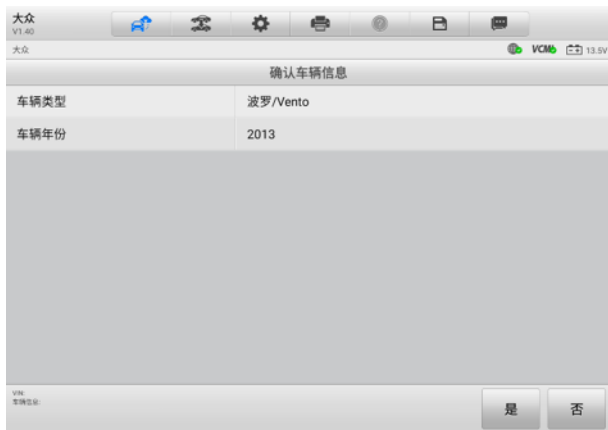 大众
V1.40
大众
VCMI
13.5V
确认车辆信息
车辆类型 波罗/Vento
车辆年份 2013
VIN:
车辆信息:
是 否